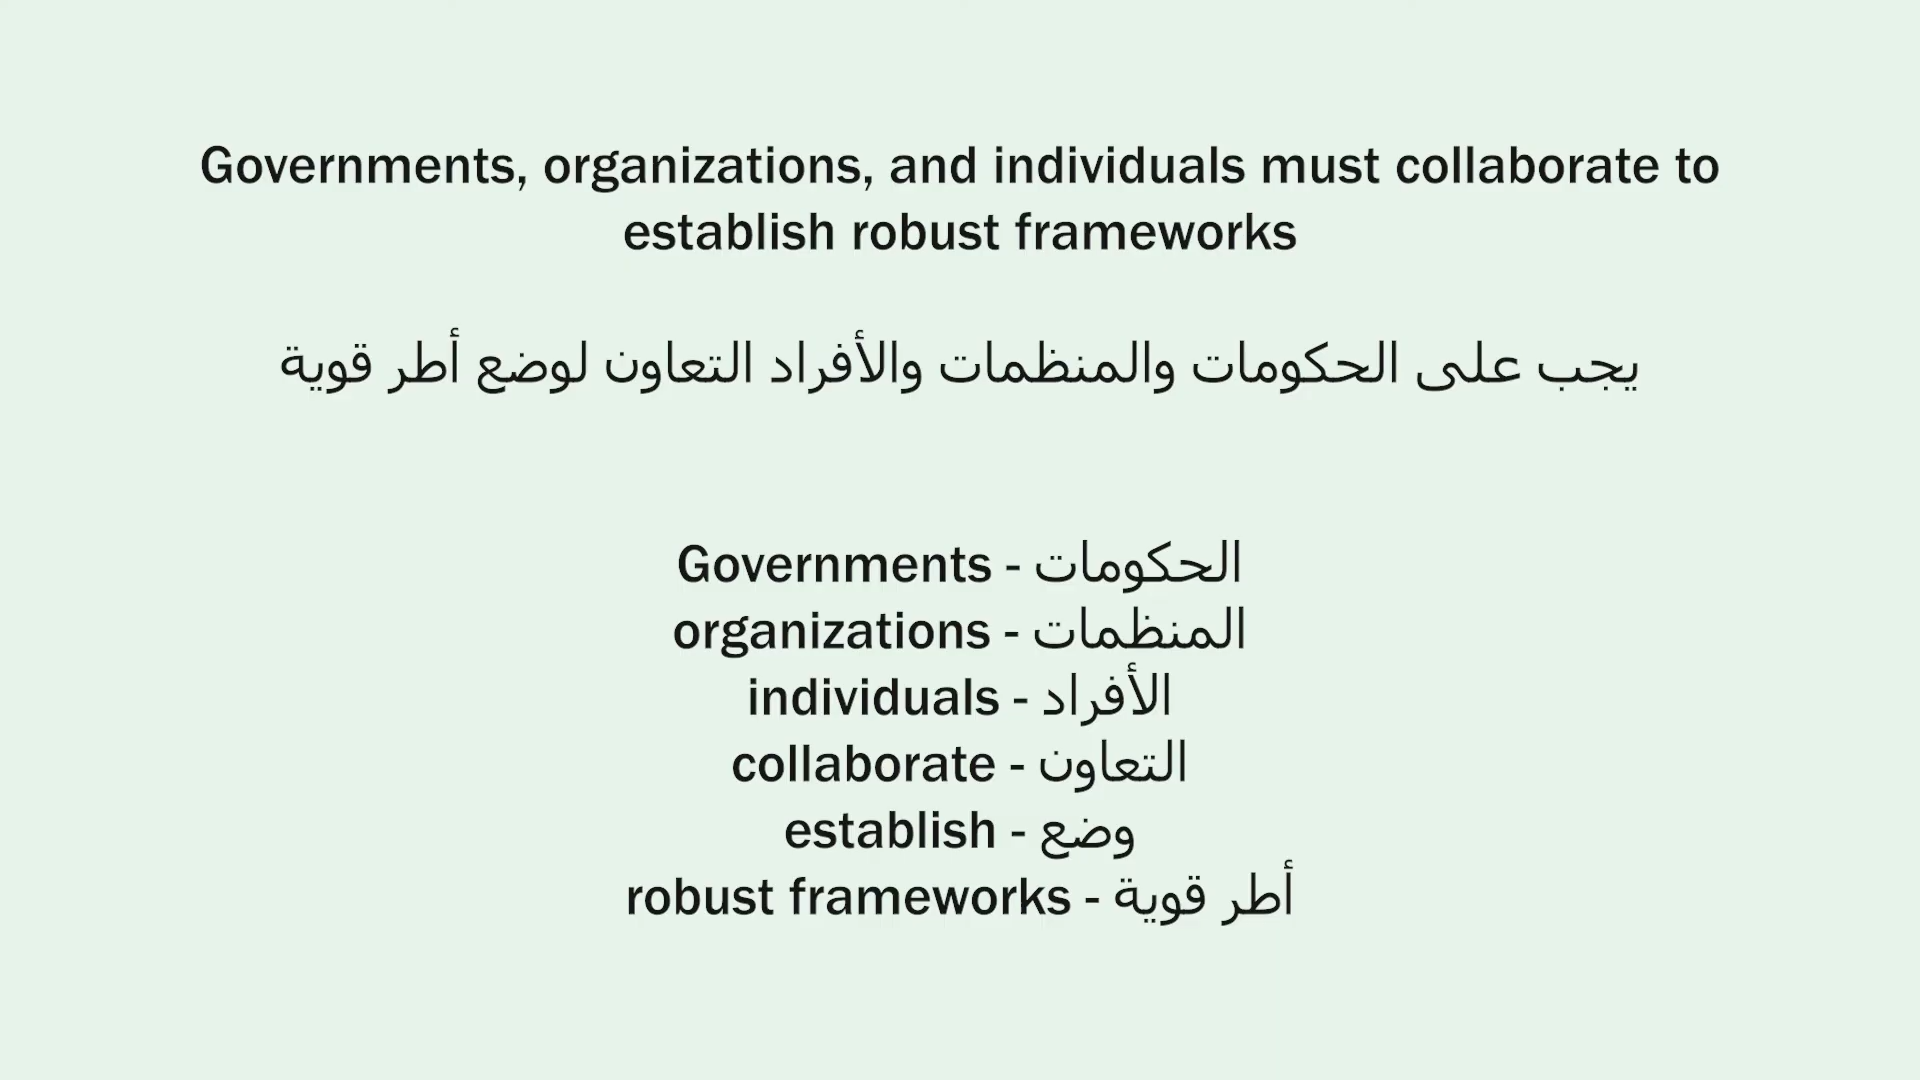 Governments, organizations, and individuals must collaborate to
establish robust frameworks
يجب على الحكومات والمنظمات والأفراد التعاون لوضع أطر قوية
Governments - الحكومات
organizations - المنظمات
individuals - الأفراد
collaborate - التعاون
establish - وضع
robust frameworks - أطر قوية